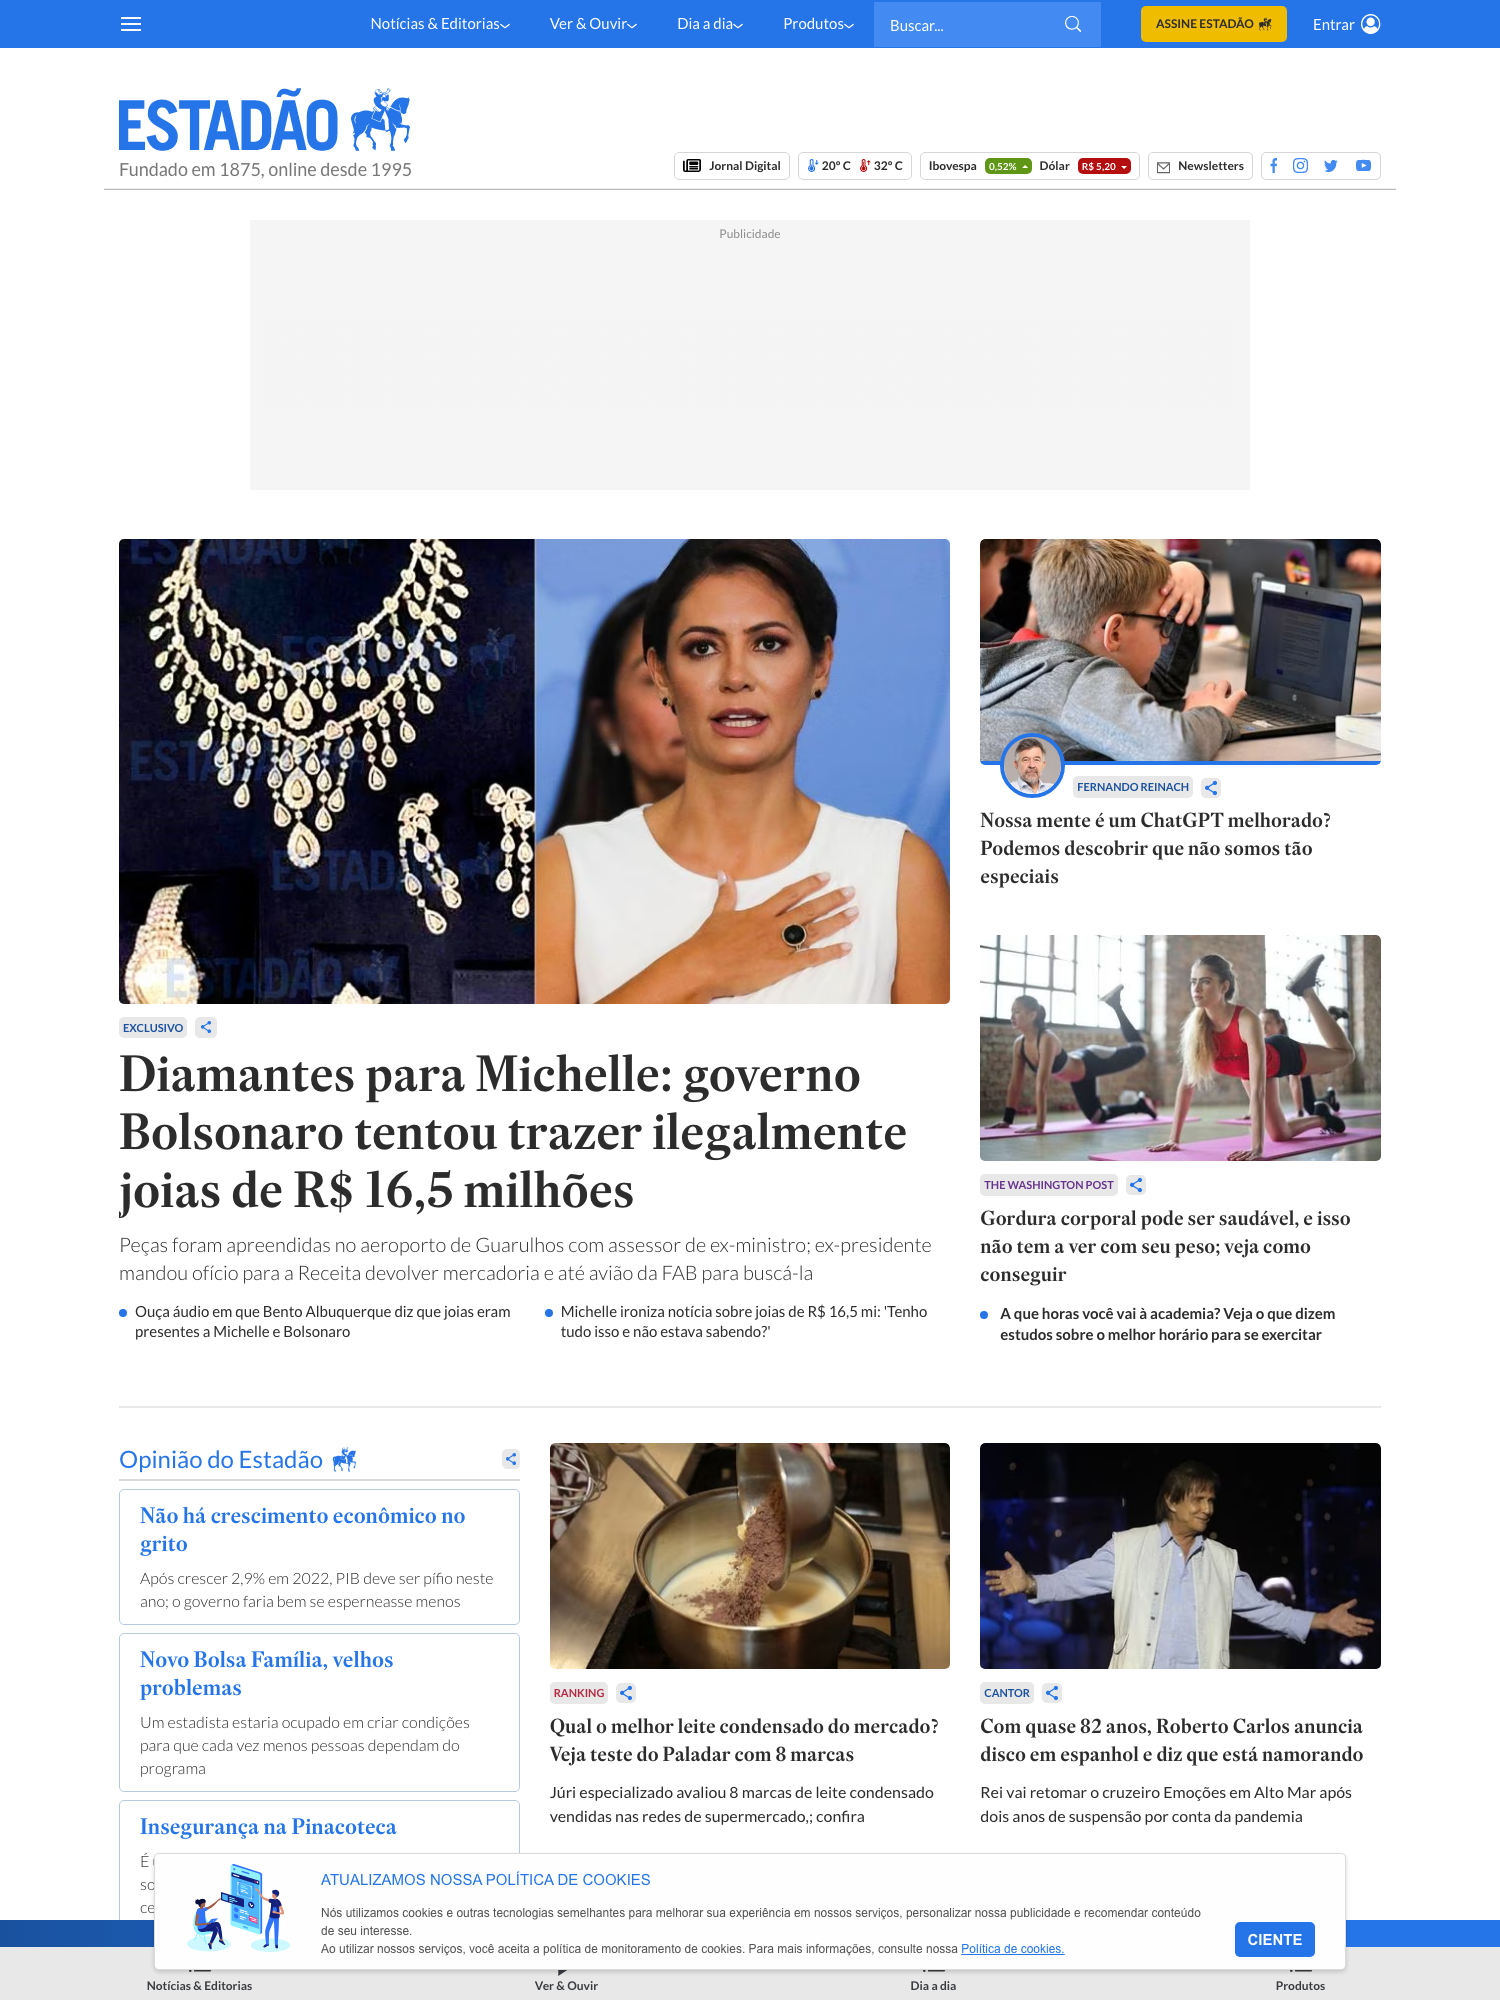 Notícias & Editorias
Ver & Ouvir
Dia a dia
Produtos
Buscar...
ASSINE ESTADÃO
Entrar
ESTADÃO
Fundado em 1875, online desde 1995
Jornal Digital
20º C
32º C
Ibovespa
0,52%
Dólar
R$ 5,20
Newsletters
Publicidade
ESTADÃO
ESTADÃO
ESTADÃO
EXCLUSIVO
Diamantes para Michelle: governo
Bolsonaro tentou trazer ilegalmente
joias de R$ 16,5 milhões
Peças foram apreendidas no aeroporto de Guarulhos com assessor de ex-ministro; ex-presidente
mandou ofício para a Receita devolver mercadoria e até avião da FAB para buscá-la
Ouça áudio em que Bento Albuquerque diz que joias eram
presentes a Michelle e Bolsonaro
Michelle ironiza notícia sobre joias de R$ 16,5 mi: 'Tenho
tudo isso e não estava sabendo?'
FERNANDO REINACH
Nossa mente é um ChatGPT melhorado?
Podemos descobrir que não somos tão
especiais
THE WASHINGTON POST
Gordura corporal pode ser saudável, e isso
não tem a ver com seu peso; veja como
conseguir
A que horas você vai à academia? Veja o que dizem
estudos sobre o melhor horário para se exercitar
Opinião do Estadão
Não há crescimento econômico no
grito
Após crescer 2,9% em 2022, PIB deve ser pífio neste
ano; o governo faria bem se esperneasse menos
Novo Bolsa Família, velhos
problemas
Um estadista estaria ocupado em criar condições
para que cada vez menos pessoas dependam do
programa
Insegurança na Pinacoteca
É
so
ce
RANKING
Qual o melhor leite condensado do mercado?
Veja teste do Paladar com 8 marcas
Júri especializado avaliou 8 marcas de leite condensado
vendidas nas redes de supermercado,; confira
CANTOR
Com quase 82 anos, Roberto Carlos anuncia
disco em espanhol e diz que está namorando
Rei vai retomar o cruzeiro Emoções em Alto Mar após
dois anos de suspensão por conta da pandemia
ATUALIZAMOS NOSSA POLÍTICA DE COOKIES
Nós utilizamos cookies e outras tecnologias semelhantes para melhorar sua experiência em nossos serviços, personalizar nossa publicidade e recomendar conteúdo
de seu interesse.
Ao utilizar nossos serviços, você aceita a política de monitoramento de cookies. Para mais informações, consulte nossa Política de cookies.
CIENTE
Notícias & Editorias
Ver & Ouvir
Dia a dia
Produtos